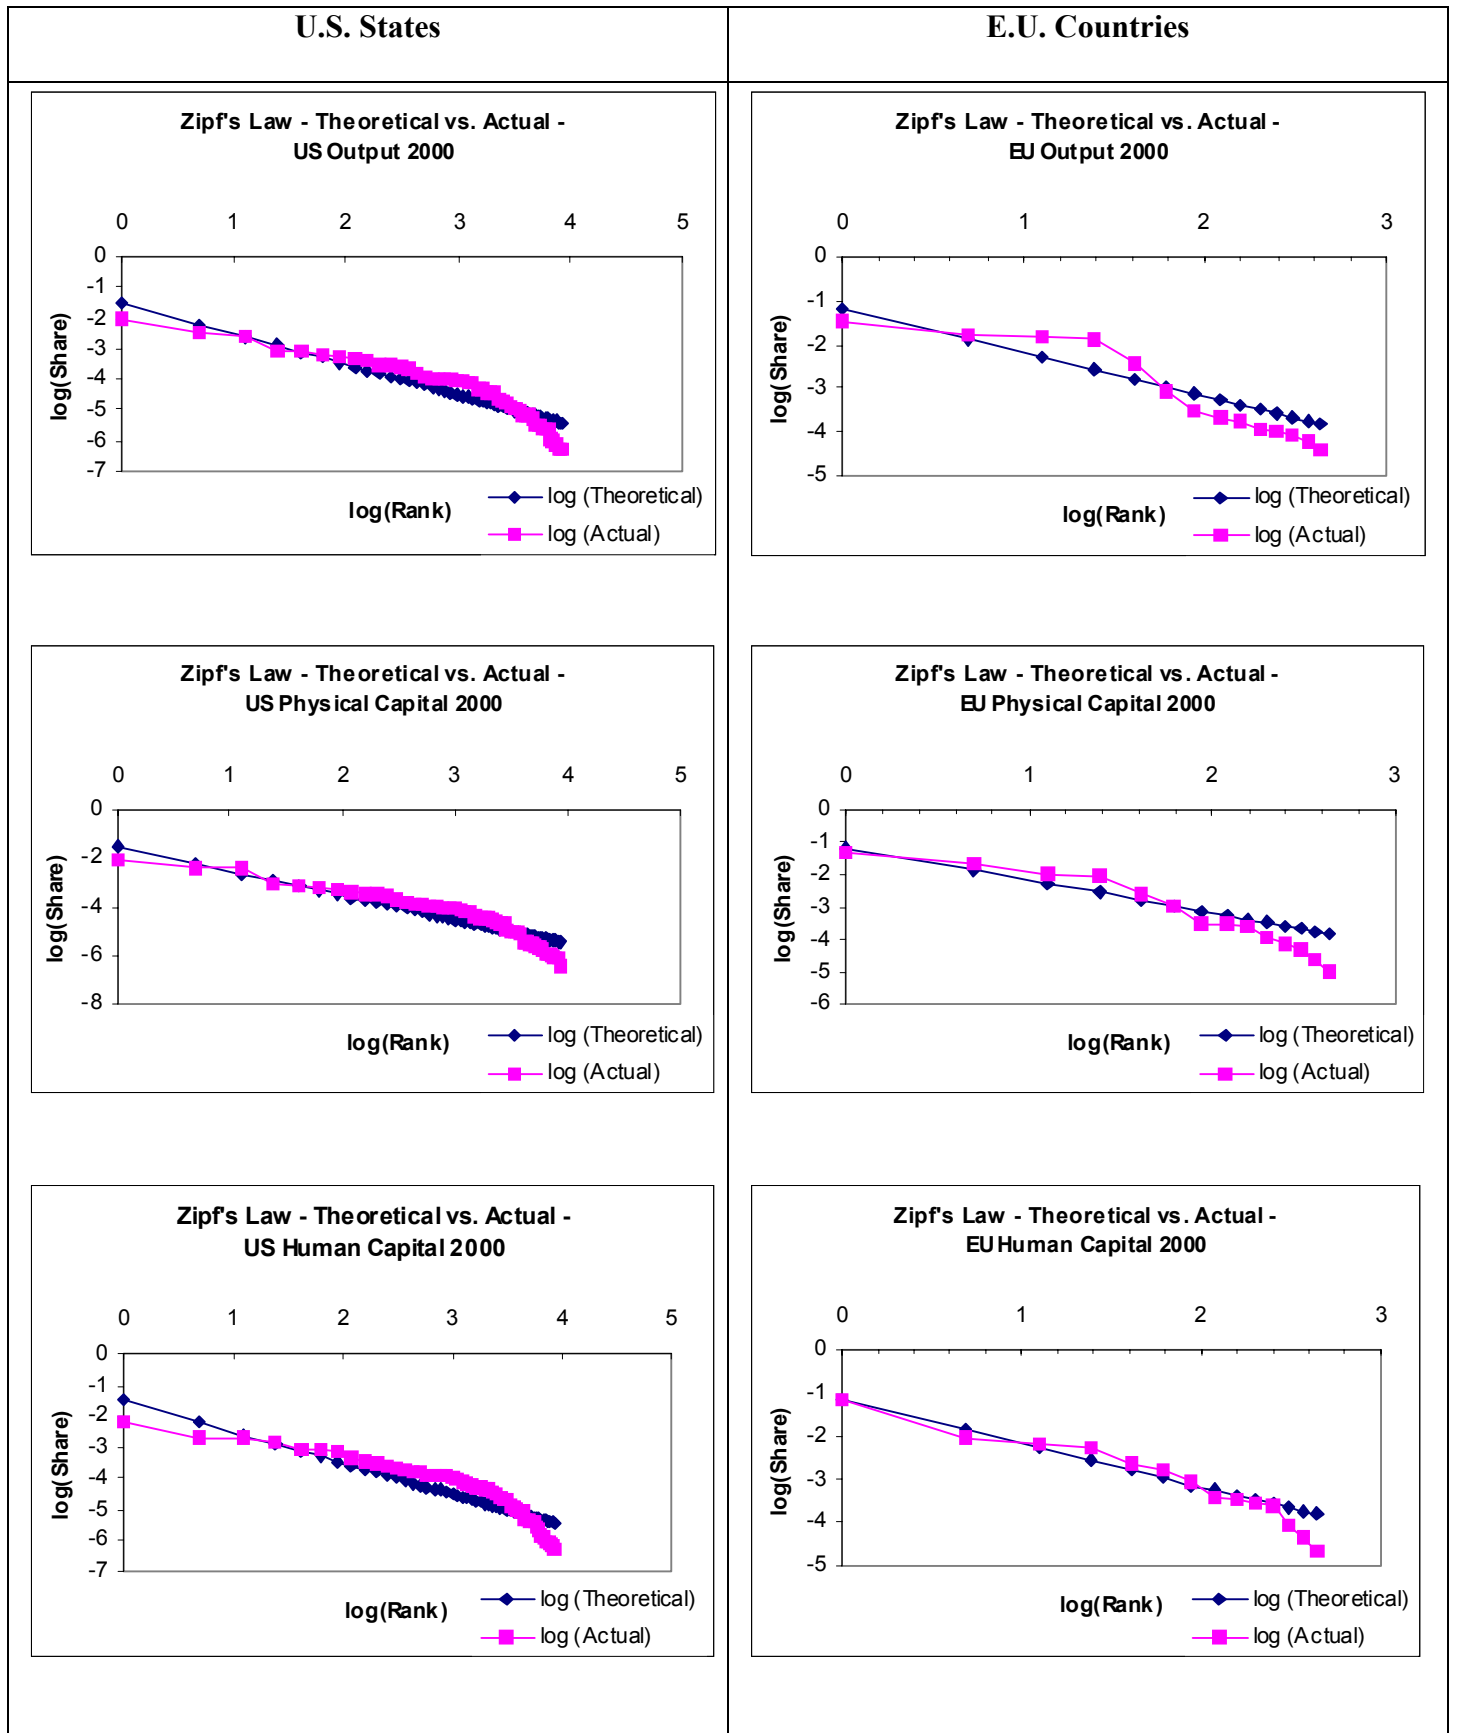 U.S. States
E.U. Countries
Zipf's Law - Theoretical vs. Actual -
US Output 2000
0 1 2 3 4 5
0
-1
-2
-3
-4
-5
-6
-7
log(Share)
log(Rank)
log (Theoretical)
log (Actual)
Zipf's Law - Theoretical vs. Actual -
EU Output 2000
0 1 2 3
0
-1
-2
-3
-4
-5
log(Share)
log(Rank)
log (Theoretical)
log (Actual)
Zipf's Law - Theoretical vs. Actual -
US Physical Capital 2000
0 1 2 3 4 5
0
-2
-4
-6
-8
log(Share)
log(Rank)
log (Theoretical)
log (Actual)
Zipf's Law - Theoretical vs. Actual -
EU Physical Capital 2000
0 1 2 3
0
-1
-2
-3
-4
-5
-6
log(Share)
log(Rank)
log (Theoretical)
log (Actual)
Zipf's Law - Theoretical vs. Actual -
US Human Capital 2000
0 1 2 3 4 5
0
-1
-2
-3
-4
-5
-6
-7
log(Share)
log(Rank)
log (Theoretical)
log (Actual)
Zipf's Law - Theoretical vs. Actual -
EU Human Capital 2000
0 1 2 3
0
-1
-2
-3
-4
-5
log(Share)
log(Rank)
log (Theoretical)
log (Actual)